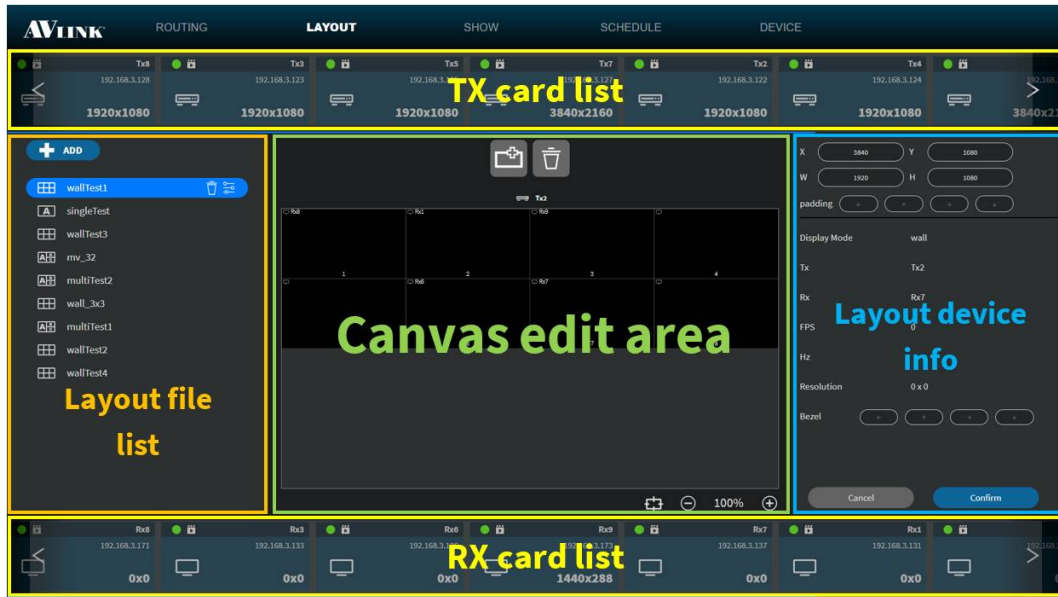 AVLINK ROUTING LAYOUT SHOW SCHEDULE DEVICE
Tx8 Tx3 Tx5 Tx7 Tx2 Tx4
192.168.3.128 192.168.3.123 192.168.3.127 192.168.3.122 192.168.3.124
TX card list
1920x1080 1920x1080 1920x1080 3840x2160 1920x1080 1920x1080
ADD
wallTest1
singleTest
wallTest3
mv_32
multiTest2
wall_3x3
multiTest1
wallTest2
wallTest4
Layout file
list
Tx2
Rx8 Rx1 Rx9
1 2 3 4
Rx6 Rx7
Canvas edit area
7
100%
X 3840 Y 1080
W 1920 H 1080
padding
Display Mode wall
Tx Tx2
Rx Rx7
FPS 0
Layout device
info
Hz
Resolution 0 x 0
Bezel
Cancel Confirm
Rx8 Rx3 Rx6 Rx9 Rx7 Rx1
192.168.3.171 192.168.3.133 192.168.3.173 192.168.3.137 192.168.3.131
RX card list
0x0 0x0 0x0 1440x288 0x0 0x0